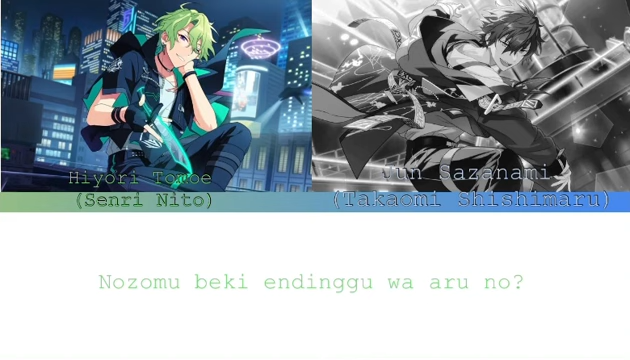 Hiyori Tomoe
(Senri Nito)
Jun Sazanami
(Takaomi Shishimaru)
Nozomu beki endinggu wa aru no?